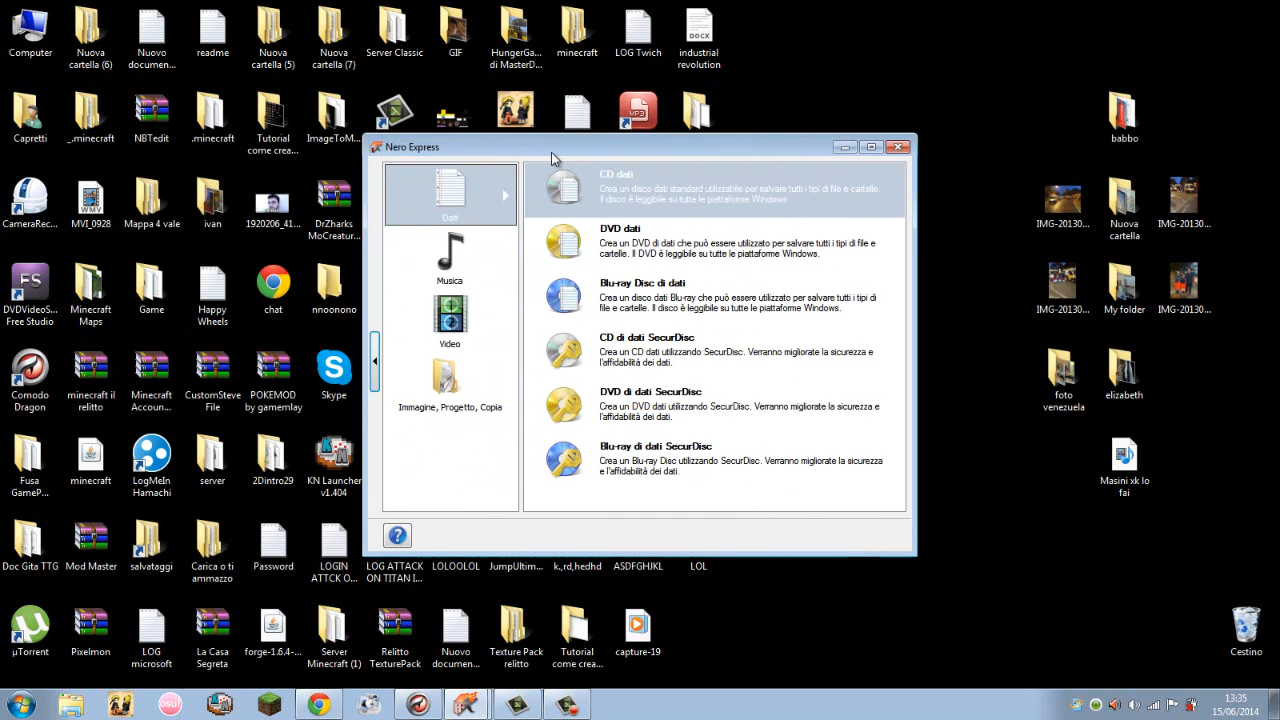 Computer
Nuova
cartella (6)
Nuovo
documen...
readme
Nuova
cartella (5)
Nuova
cartella (7)
Server Classic
GIF
HungerGa...
di MasterD...
minecraft
LOG Twich
DOCX
industrial
revolution
Capretti
_.minecraft
NBTedit
.minecraft
Tutorial
come crea...
ImageToM...
VP3
babbo
Nero Express
Dati
CD dati
Crea un disco dati standard utilizzabile per salvare tutti i tipi di file e cartelle.
Il disco è leggibile su tutte le piattaforme Windows.
Musica
DVD dati
Crea un DVD di dati che può essere utilizzato per salvare tutti i tipi di file e
cartelle. Il DVD è leggibile su tutte le piattaforme Windows.
Video
Blu-ray Disc di dati
Crea un disco dati Blu-ray che può essere utilizzato per salvare tutti i tipi di
file e cartelle. Il disco è leggibile su tutte le piattaforme Windows.
Immagine, Progetto, Copia
CD di dati SecurDisc
Crea un CD dati utilizzando SecurDisc. Verranno migliorate la sicurezza e
l'affidabilità dei dati.
DVD di dati SecurDisc
Crea un DVD dati utilizzando SecurDisc. Verranno migliorate la sicurezza e
l'affidabilità dei dati.
Blu-ray di dati SecurDisc
Crea un Blu-ray Disc utilizzando SecurDisc. Verranno migliorate la sicurezza
e l'affidabilità dei dati.
?
CameraRec...
WMV
MVI_0928
Mappa 4 vale
ivan
1920206_41...
DrZharks
MoCreatur...
IMG-20130...
Nuova
cartella
IMG-20130...
FS
DVDVideoS...
Free Studio
Minecraft
Maps
Game
Happy
Wheels
chat
nnoonono
IMG-20130...
My folder
IMG-20130...
Comodo
Dragon
minecraft il
relitto
Minecraft
Accoun...
CustomSteve
File
POKEMOD
by gamemlay
Skype
foto
venezuela
elizabeth
Fusa
GameP...
minecraft
LogMeIn
Hamachi
server
2Dintro29
KN Launcher
v1.404
Masini xk lo
fai
Doc Gita TTG
Mod Master
salvataggi
Carica o ti
ammazzo
Password
LOGIN
ATTCK O...
LOG ATTACK
ON TITAN I...
LOLOOLOL
JumpUltim...
k.,rd,hedhd
ASDFGHJKL
LOL
µTorrent
Pixelmon
LOG
microsoft
La Casa
Segreta
forge-1.6.4-...
Server
Minecraft (1)
Relitto
TexturePack
Nuovo
documen...
Texture Pack
relitto
Tutorial
come crea...
capture-19
Cestino
osu!
13:35
15/06/2014